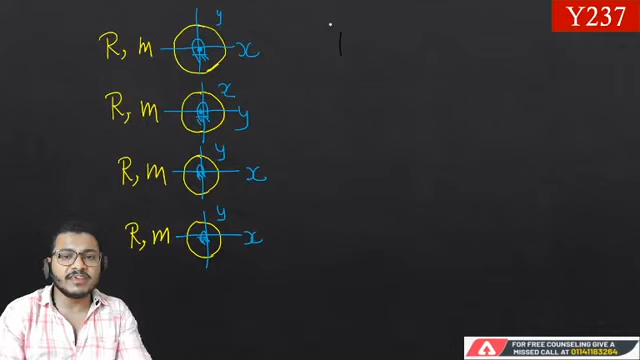 Y237
y
R, m x
x
R, m y
y
R, m x
y
R, m x
FOR FREE COUNSELING GIVE A
MISSED CALL AT 01141183264